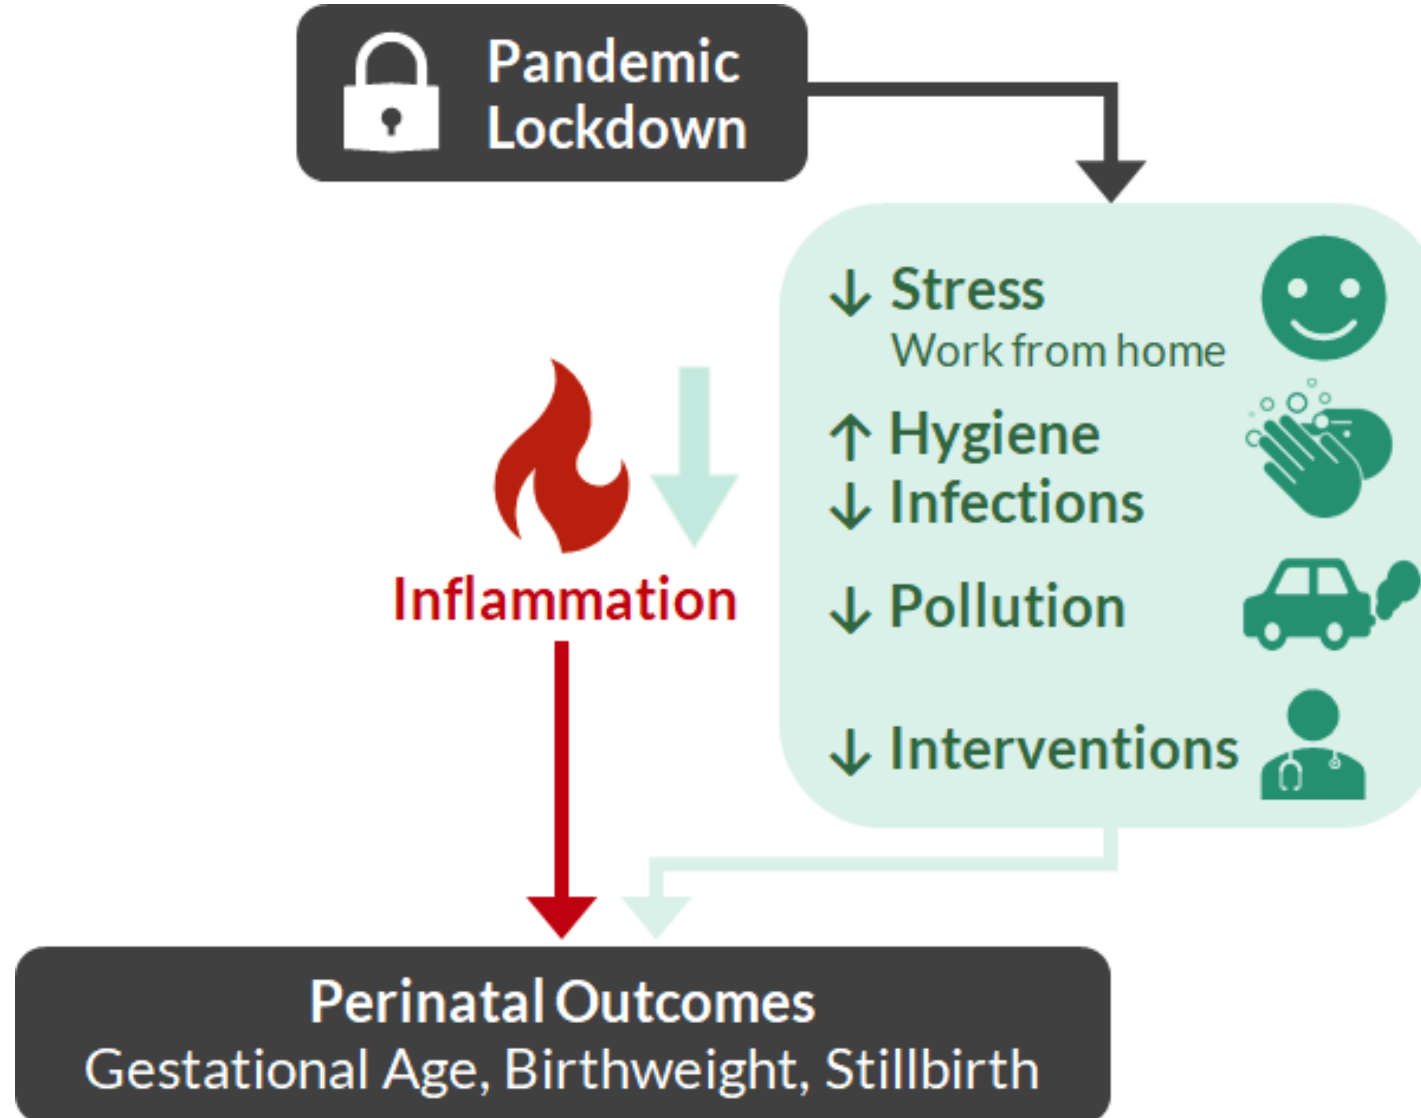 Pandemic
Lockdown
↓ Stress
Work from home
↑ Hygiene
↓ Infections
↓ Pollution
↓ Interventions
Inflammation
Perinatal Outcomes
Gestational Age, Birthweight, Stillbirth